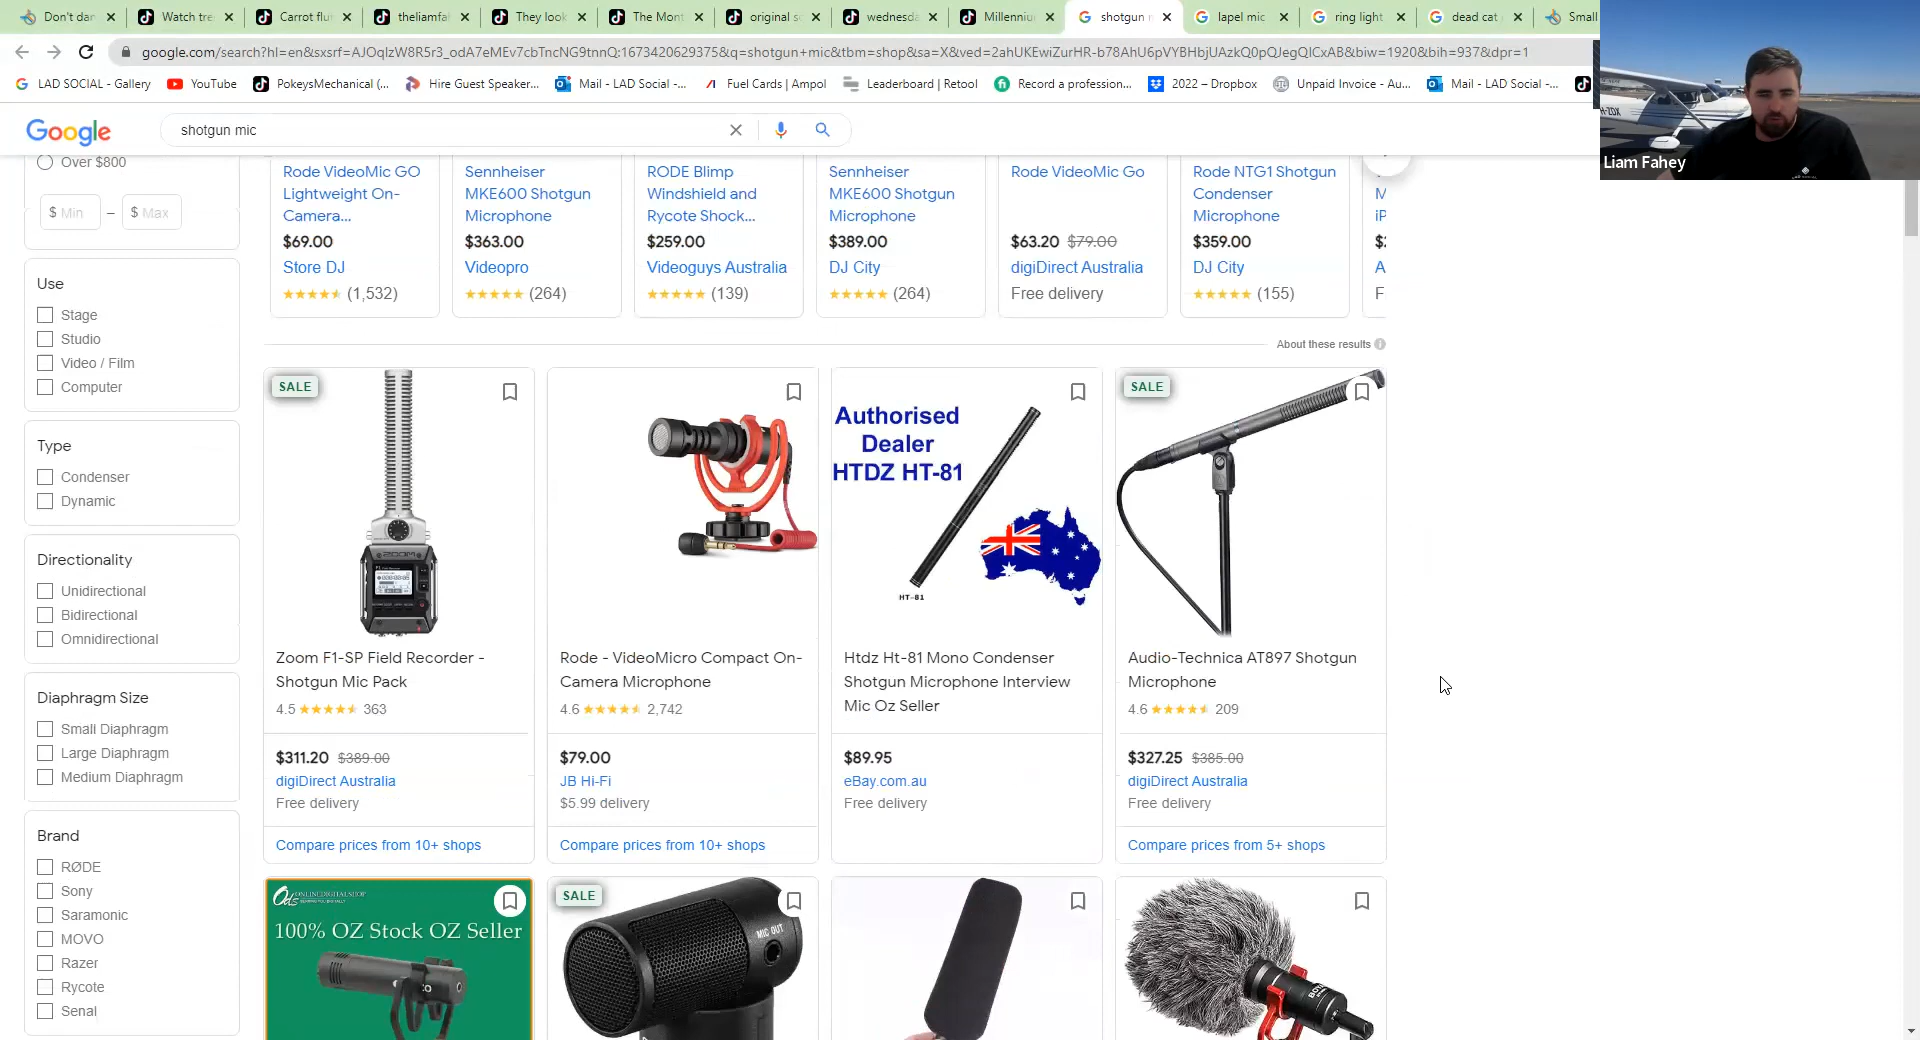 Don't dan
Watch tre
Carrot flu
theliamfa
They look
The Mont
original s
wednesda
Millenniu
shotgun m
lapel mic
ring light
dead cat
Small
google.com/search?hl=en&sxsrf=AJOqlzW8R5r3_odA7eMEv7cbTncNG9tnnQ:1673420629375&q=shotgun+mic&tbm=shop&sa=X&ved=2ahUKEwiZurHR-b78AhU6pVYBHbjUAzkQ0pQJegQICxAB&biw=1920&bih=937&dpr=1
LAD SOCIAL - Gallery
YouTube
PokeysMechanical (...
Hire Guest Speaker...
Mail - LAD Social -...
Fuel Cards | Ampol
Leaderboard | Retool
Record a profession...
2022 – Dropbox
Unpaid Invoice - Au...
Mail - LAD Social -...
Liam Fahey
Google
shotgun mic
Over $800
$ Min – $ Max
Use
Stage
Studio
Video / Film
Computer
Type
Condenser
Dynamic
Directionality
Unidirectional
Bidirectional
Omnidirectional
Diaphragm Size
Small Diaphragm
Large Diaphragm
Medium Diaphragm
Brand
RØDE
Sony
Saramonic
MOVO
Razer
Rycote
Senal
Rode VideoMic GO
Lightweight On-
Camera...
$69.00
Store DJ
(1,532)
Sennheiser
MKE600 Shotgun
Microphone
$363.00
Videopro
(264)
RODE Blimp
Windshield and
Rycote Shock...
$259.00
Videoguys Australia
(139)
Sennheiser
MKE600 Shotgun
Microphone
$389.00
DJ City
(264)
Rode VideoMic Go
$63.20 $79.00
digiDirect Australia
Free delivery
Rode NTG1 Shotgun
Condenser
Microphone
$359.00
DJ City
(155)
M
iP
$
A
F
About these results
SALE
ZOOM
Zoom F1-SP Field Recorder -
Shotgun Mic Pack
4.5 363
$311.20 $389.00
digiDirect Australia
Free delivery
Compare prices from 10+ shops
Rode - VideoMicro Compact On-
Camera Microphone
4.6 2,742
$79.00
JB Hi-Fi
$5.99 delivery
Compare prices from 10+ shops
Authorised
Dealer
HTDZ HT-81
HT-81
Htdz Ht-81 Mono Condenser
Shotgun Microphone Interview
Mic Oz Seller
$89.95
eBay.com.au
Free delivery
SALE
Audio-Technica AT897 Shotgun
Microphone
4.6 209
$327.25 $385.00
digiDirect Australia
Free delivery
Compare prices from 5+ shops
Ods ONLINEDIGITALSHOP
100% OZ Stock OZ Seller
SALE
MIC OUT
BOYA